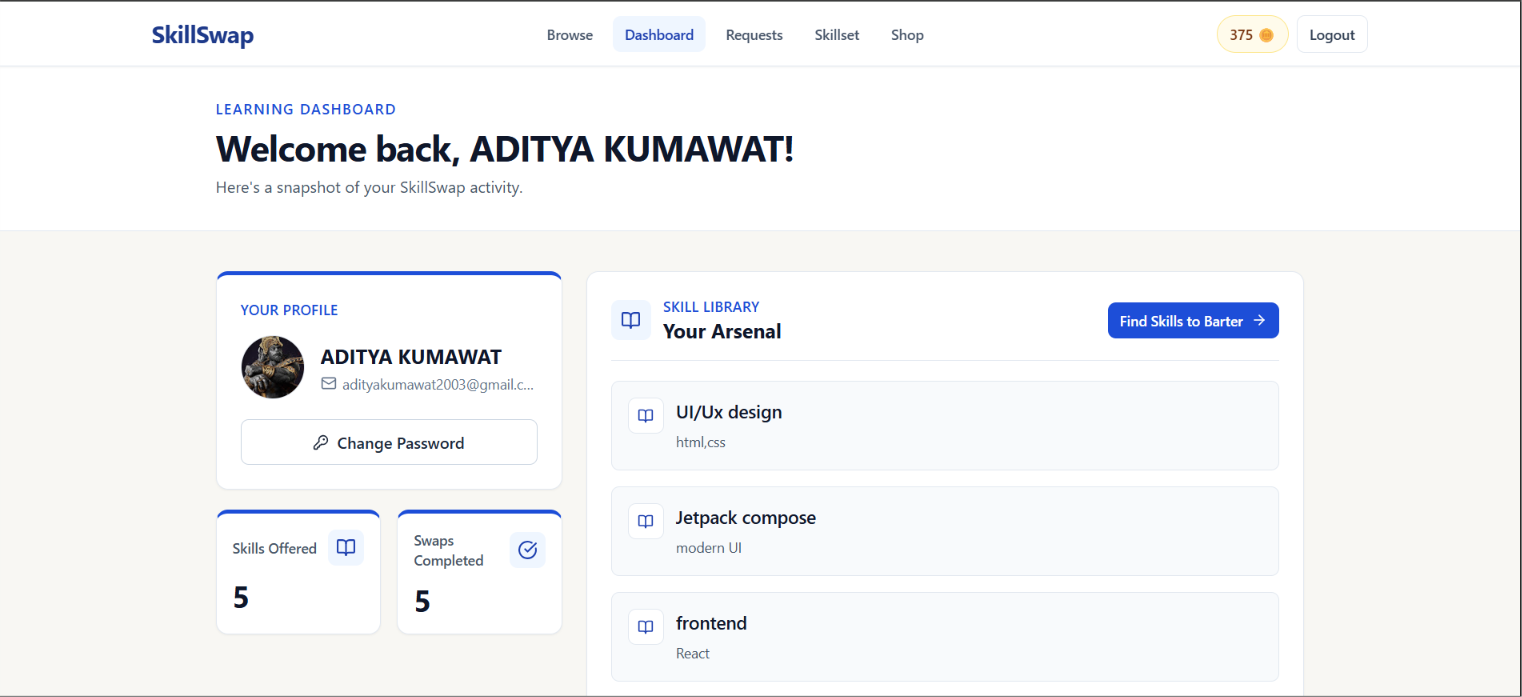 SkillSwap
Browse
Dashboard
Requests
Skillset
Shop
375
Logout
LEARNING DASHBOARD
Welcome back, ADITYA KUMAWAT!
Here's a snapshot of your SkillSwap activity.
YOUR PROFILE
ADITYA KUMAWAT
adityakumawat2003@gmail.c...
Change Password
Skills Offered
5
Swaps
Completed
5
SKILL LIBRARY
Your Arsenal
Find Skills to Barter
UI/Ux design
html,css
Jetpack compose
modern UI
frontend
React